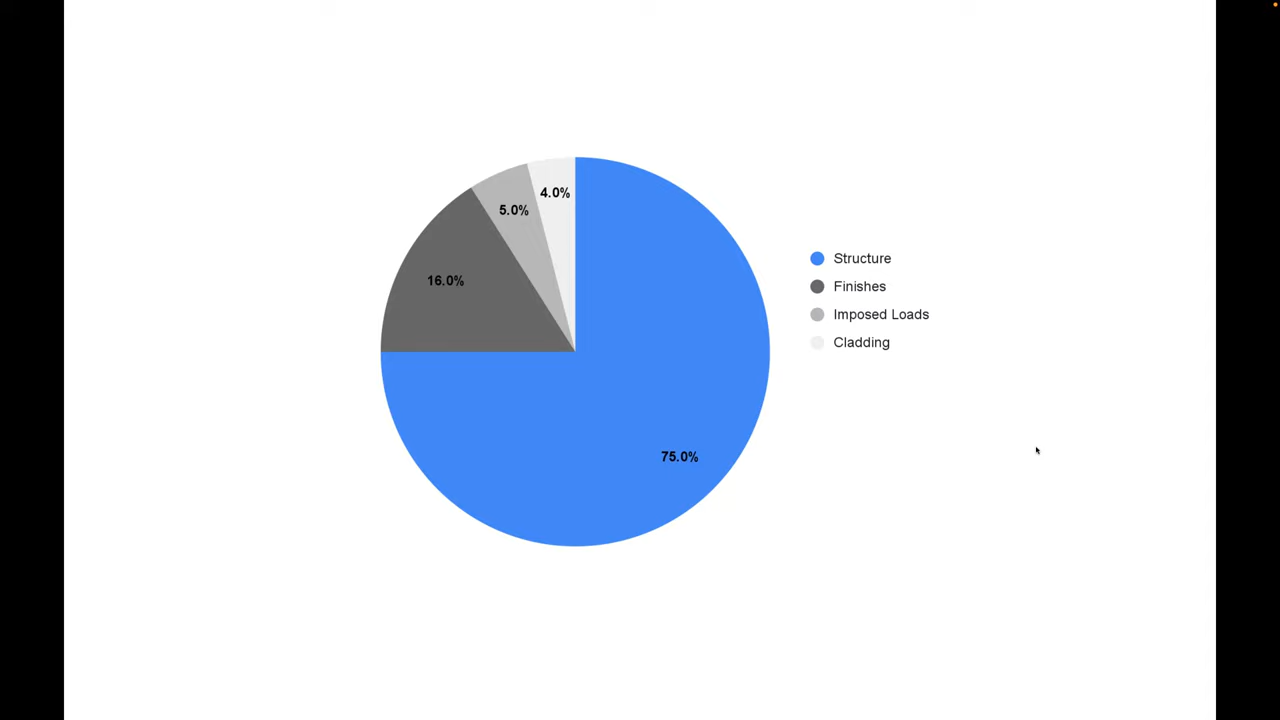 4.0%
5.0%
16.0%
75.0%
Structure
Finishes
Imposed Loads
Cladding